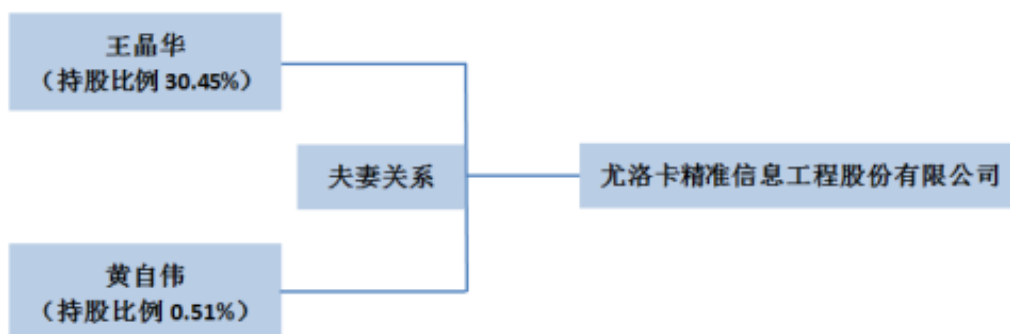 王晶华
（持股比例 30.45%）
夫妻关系
尤洛卡精准信息工程股份有限公司
黄自伟
（持股比例 0.51%）